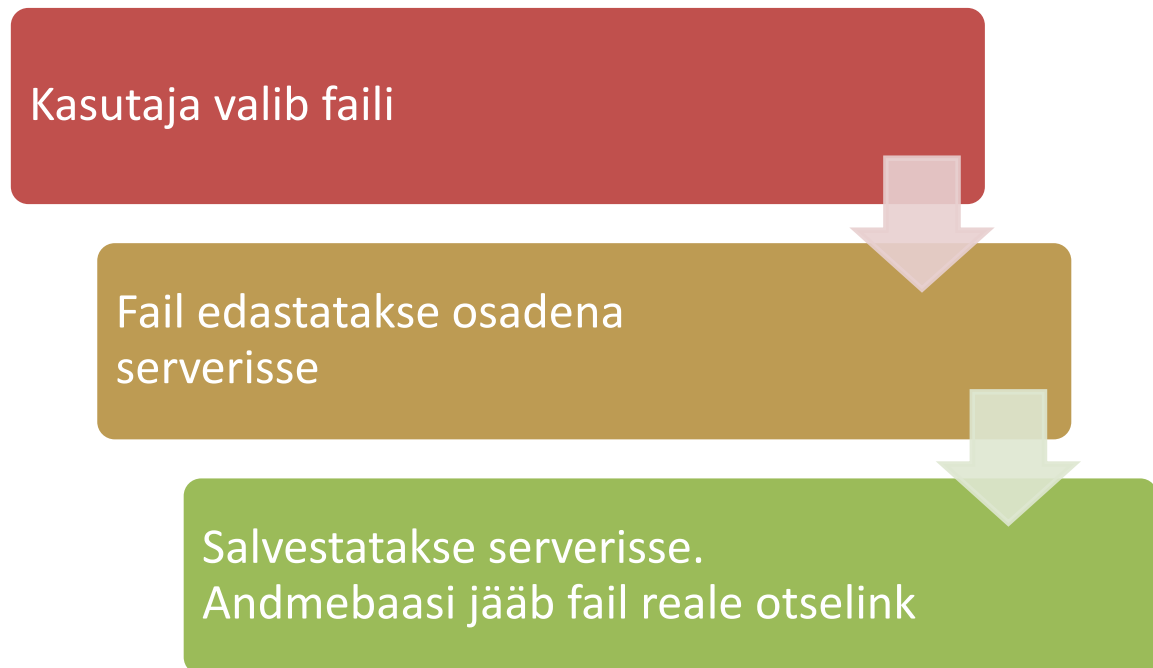 Kasutaja valib faili
Fail edastatakse osadena
serverisse
Salvestatakse serverisse.
Andmebaasi jääb fail reale otselink